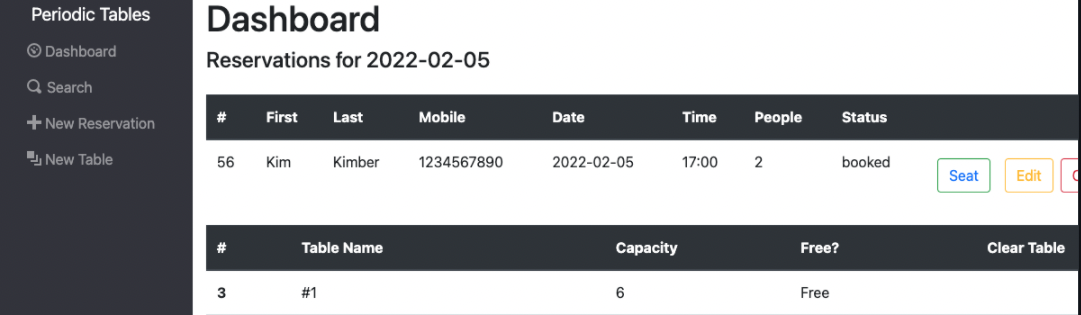 Periodic Tables
Dashboard
Search
New Reservation
New Table
Dashboard
Reservations for 2022-02-05
# First Last Mobile Date Time People Status
56 Kim Kimber 1234567890 2022-02-05 17:00 2 booked Seat Edit
# Table Name Capacity Free? Clear Table
3 #1 6 Free